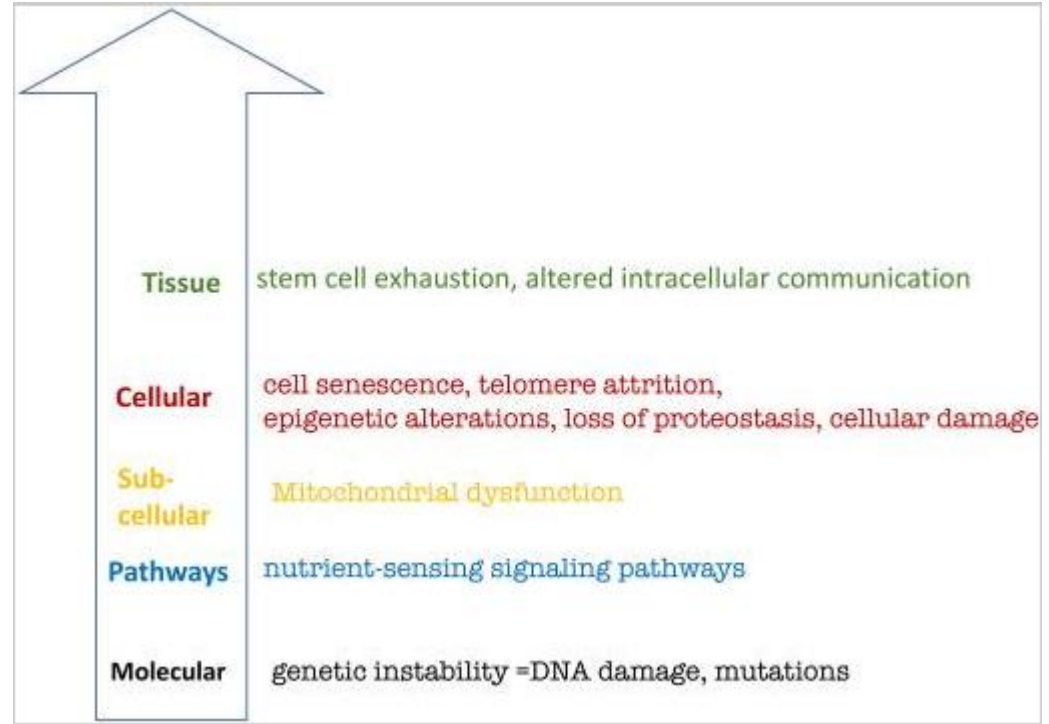 Tissue stem cell exhaustion, altered intracellular communication
Cellular cell senescence, telomere attrition,
epigenetic alterations, loss of proteostasis, cellular damage
Sub-
cellular Mitochondrial dysfunction
Pathways nutrient-sensing signaling pathways
Molecular genetic instability =DNA damage, mutations